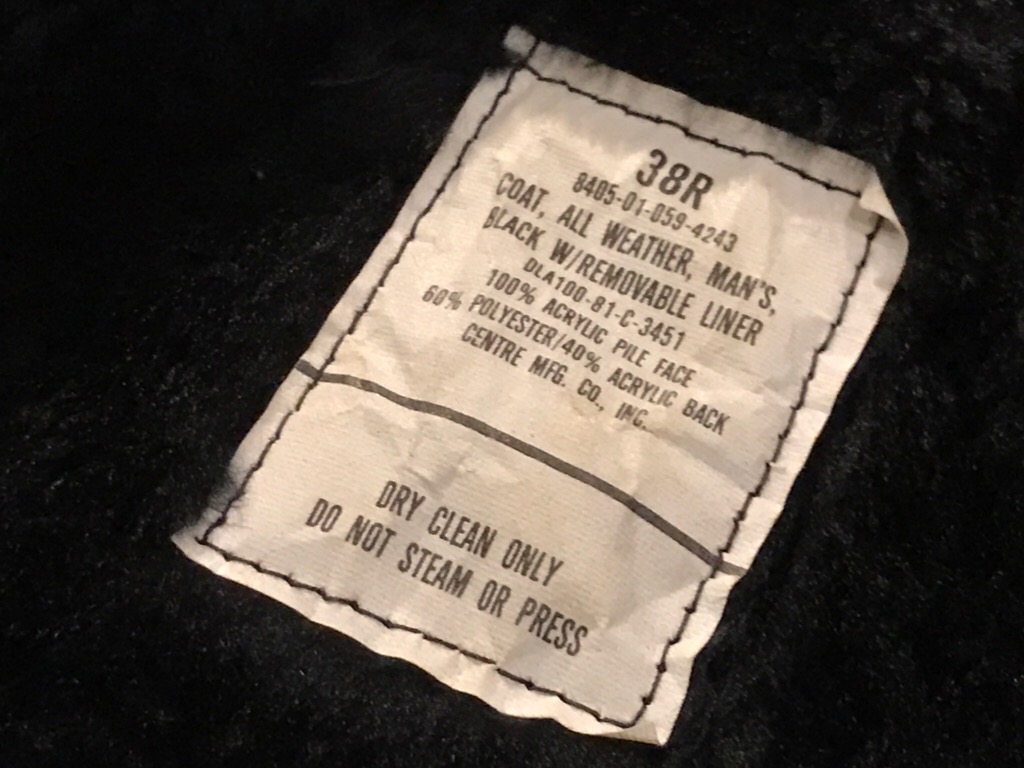 38R
8405-01-059-4243
COAT, ALL WEATHER, MAN'S,
BLACK W/REMOVABLE LINER
DLA100-81-C-3451
100% ACRYLIC PILE FACE
60% POLYESTER/40% ACRYLIC BACK
CENTRE MFG. CO., INC.
DRY CLEAN ONLY
DO NOT STEAM OR PRESS